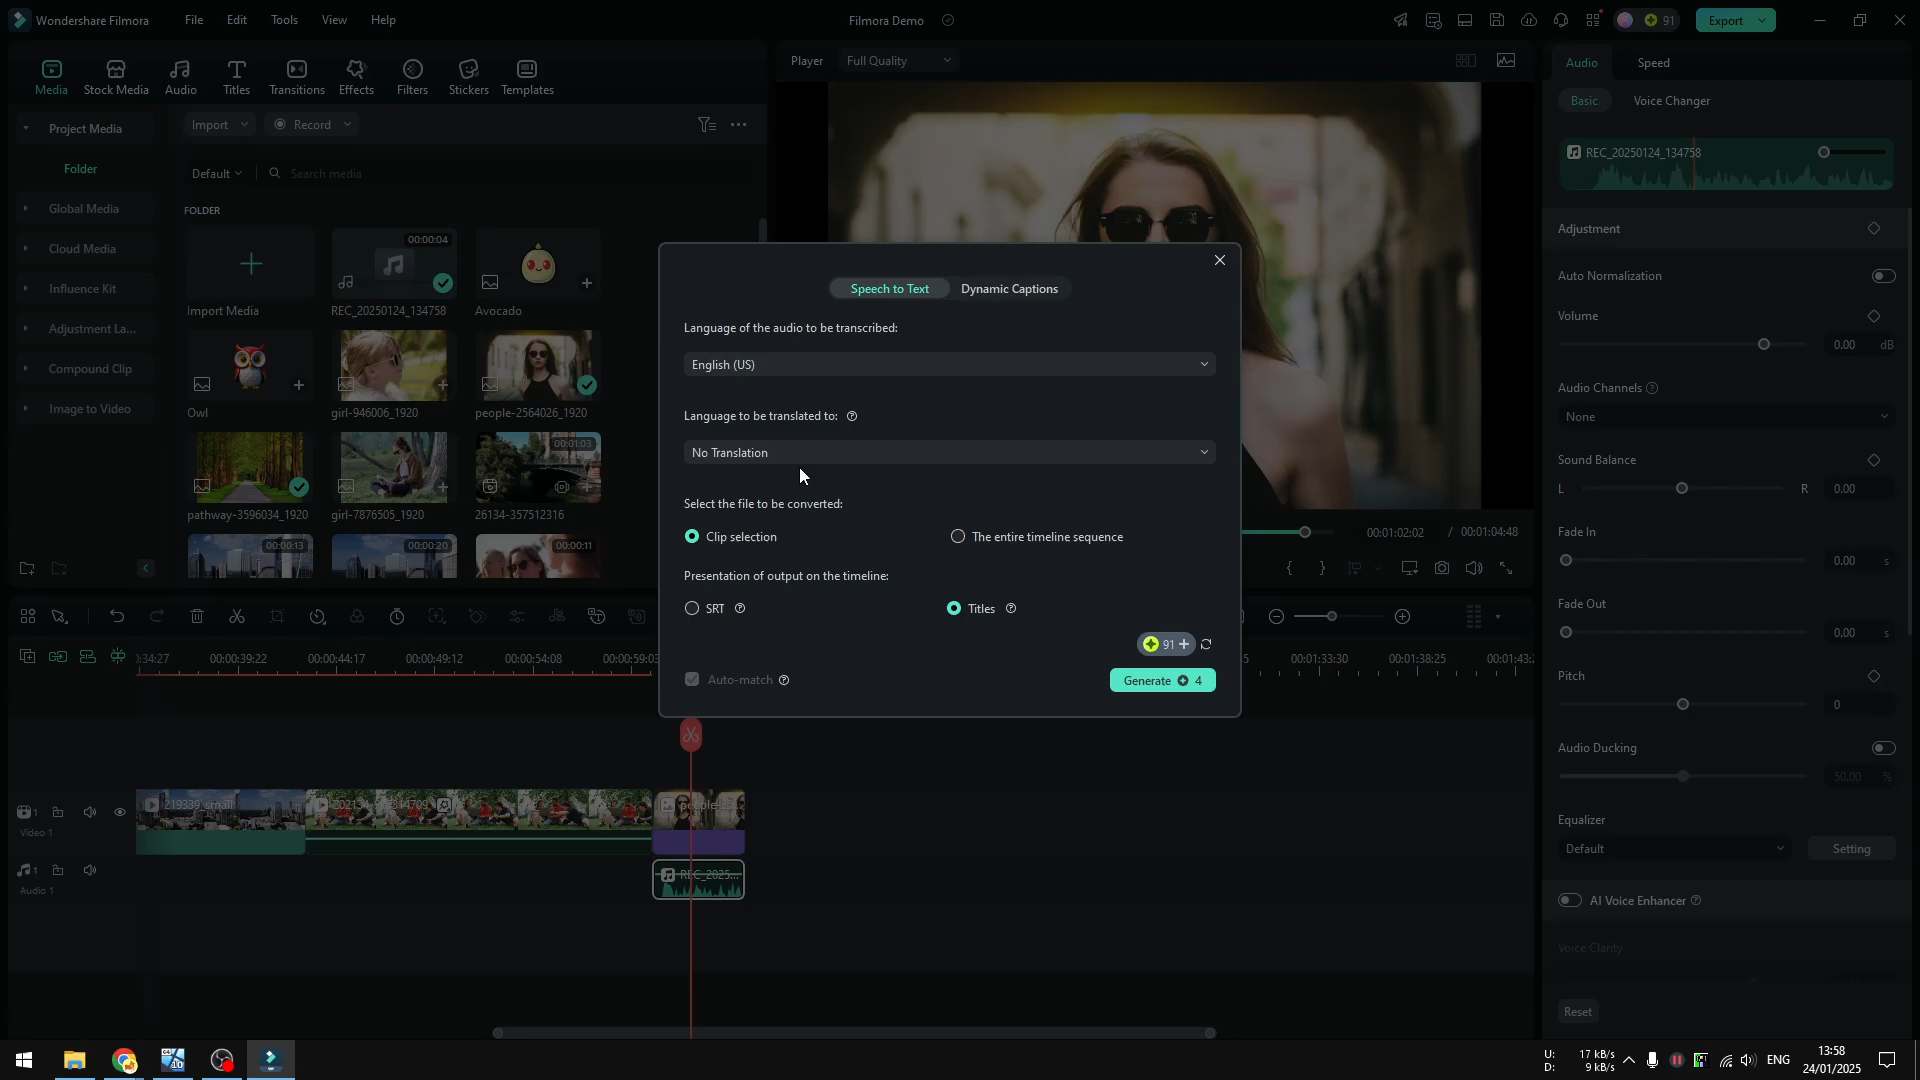 Wondershare Filmora
File
Edit
Tools
View
Help
Filmora Demo
91
Export
Media
Stock Media
Audio
Titles
Transitions
Effects
Filters
Stickers
Templates
Player
Full Quality
Audio
Speed
Project Media
Folder
Global Media
Cloud Media
Influence Kit
Adjustment La...
Compound Clip
Image to Video
Import
Record
Default
Search media
FOLDER
Import Media
00:00:04
REC_20250124_134758
Avocado
Owl
girl-946006_1920
people-2564026_1920
pathway-3596034_1920
girl-7876505_1920
00:01:03
26134-357512316
00:00:13
00:00:20
00:00:11
Speech to Text
Dynamic Captions
Language of the audio to be transcribed:
English (US)
Language to be translated to:
No Translation
Select the file to be converted:
Clip selection
The entire timeline sequence
Presentation of output on the timeline:
SRT
Titles
91
Auto-match
Generate 4
00:01:02:02 / 00:01:04:48
Basic
Voice Changer
REC_20250124_134758
Adjustment
Auto Normalization
Volume
0.00 dB
Audio Channels
None
Sound Balance
L
R
0.00
Fade In
0.00 s
Fade Out
0.00 s
Pitch
0
Audio Ducking
50.00 %
Equalizer
Default
Setting
AI Voice Enhancer
Voice Clarity
Reset
:34:27
00:00:39:22
00:00:44:17
00:00:49:12
00:00:54:08
00:00:59:03
00:01:33:30
00:01:38:25
00:01:43:
1
Video 1
219339_small
1
Audio 1
REC_2025...
U: 17 kB/s
D: 9 kB/s
ENG
13:58
24/01/2025